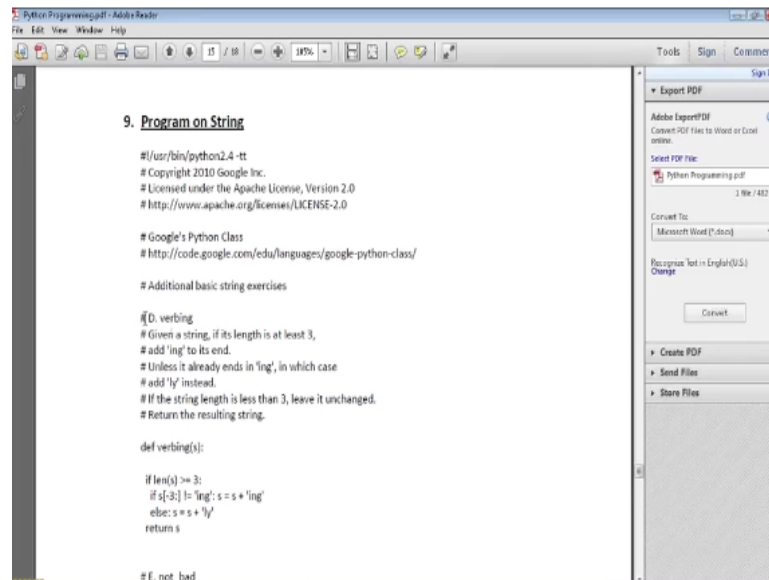 Python Programming.pdf - Adobe Reader
File Edit View Window Help
15 / 18 105% Tools Sign Commen
Sign I
9. Program on String
#!/usr/bin/python2.4 -tt
# Copyright 2010 Google Inc.
# Licensed under the Apache License, Version 2.0
# http://www.apache.org/licenses/LICENSE-2.0
# Google's Python Class
# http://code.google.com/edu/languages/google-python-class/
# Additional basic string exercises
# D. verbing
# Given a string, if its length is at least 3,
# add 'ing' to its end.
# Unless it already ends in 'ing', in which case
# add 'ly' instead.
# If the string length is less than 3, leave it unchanged.
# Return the resulting string.
def verbing(s):
if len(s) >= 3:
if s[-3:] != 'ing': s = s + 'ing'
else: s = s + 'ly'
return s
# E. not_bad
Export PDF
Adobe ExportPDF
Convert PDF files to Word or Excel
online.
Select PDF File:
Python Programming.pdf
1 file / 482
Convert To:
Microsoft Word (*.docx)
Recognize Text in English(U.S.)
Change
Convert
Create PDF
Send Files
Store Files